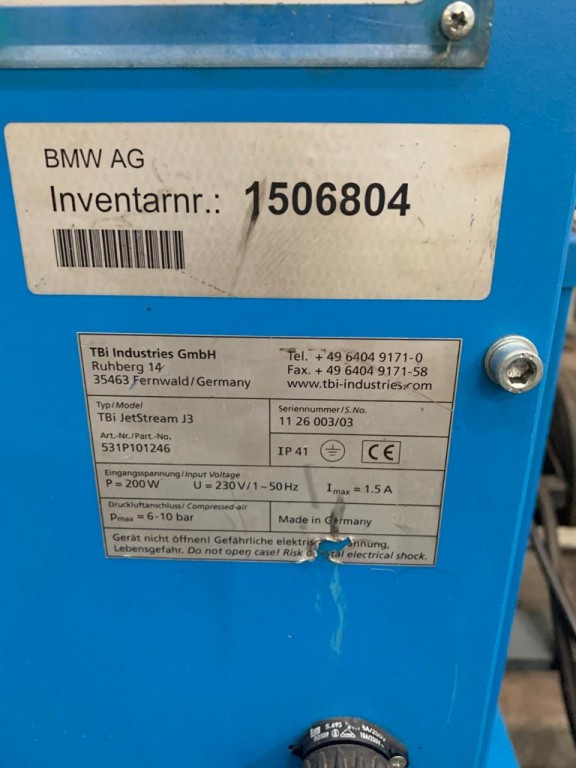 BMW AG
Inventarnr.: 1506804
TBi Industries GmbH
Ruhberg 14
35463 Fernwald/Germany
Tel. +49 6404 9171-0
Fax. +49 6404 9171-58
www.tbi-industries.com
Typ/Model
TBi JetStream J3
Seriennummer/S.No.
11 26 003/03
Art.-Nr./Part.-No.
531P101246
IP 41 CE
Eingangsspannung/Input Voltage
P = 200 W U = 230 V/1 ~ 50 Hz Imax = 1.5 A
Druckluftanschluss/Compressed-air
Pmax = 6-10 bar
Made in Germany
Gerät nicht öffnen! Gefährliche
Lebensgefahr. Do not open case! Risk electrical shock.